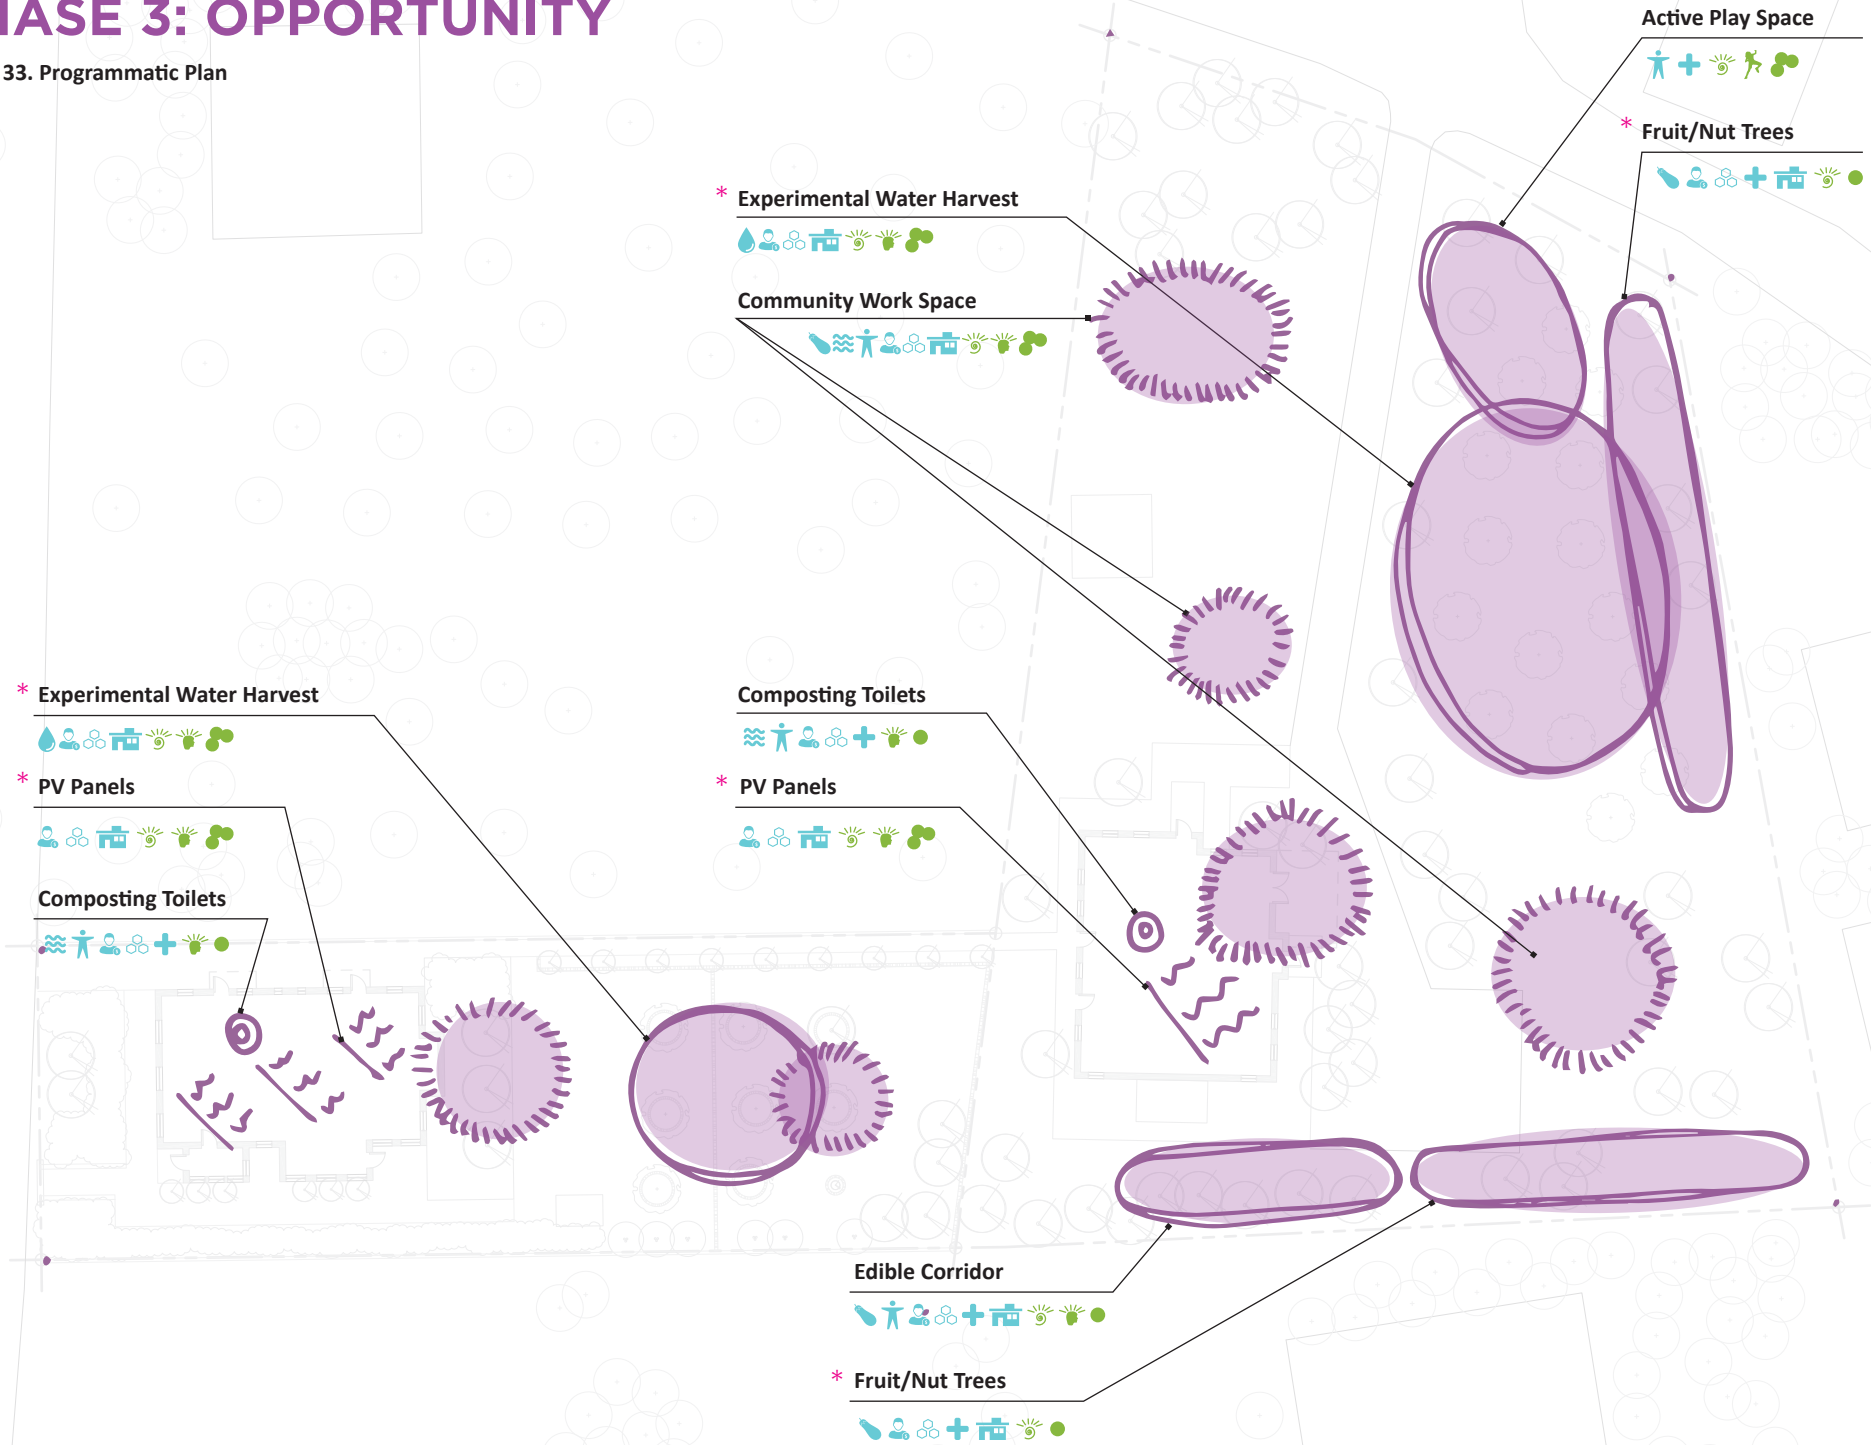 HASE 3: OPPORTUNITY
33. Programmatic Plan
Active Play Space
* Fruit/Nut Trees
* Experimental Water Harvest
Community Work Space
* Experimental Water Harvest
* PV Panels
Composting Toilets
Composting Toilets
* PV Panels
Edible Corridor
* Fruit/Nut Trees